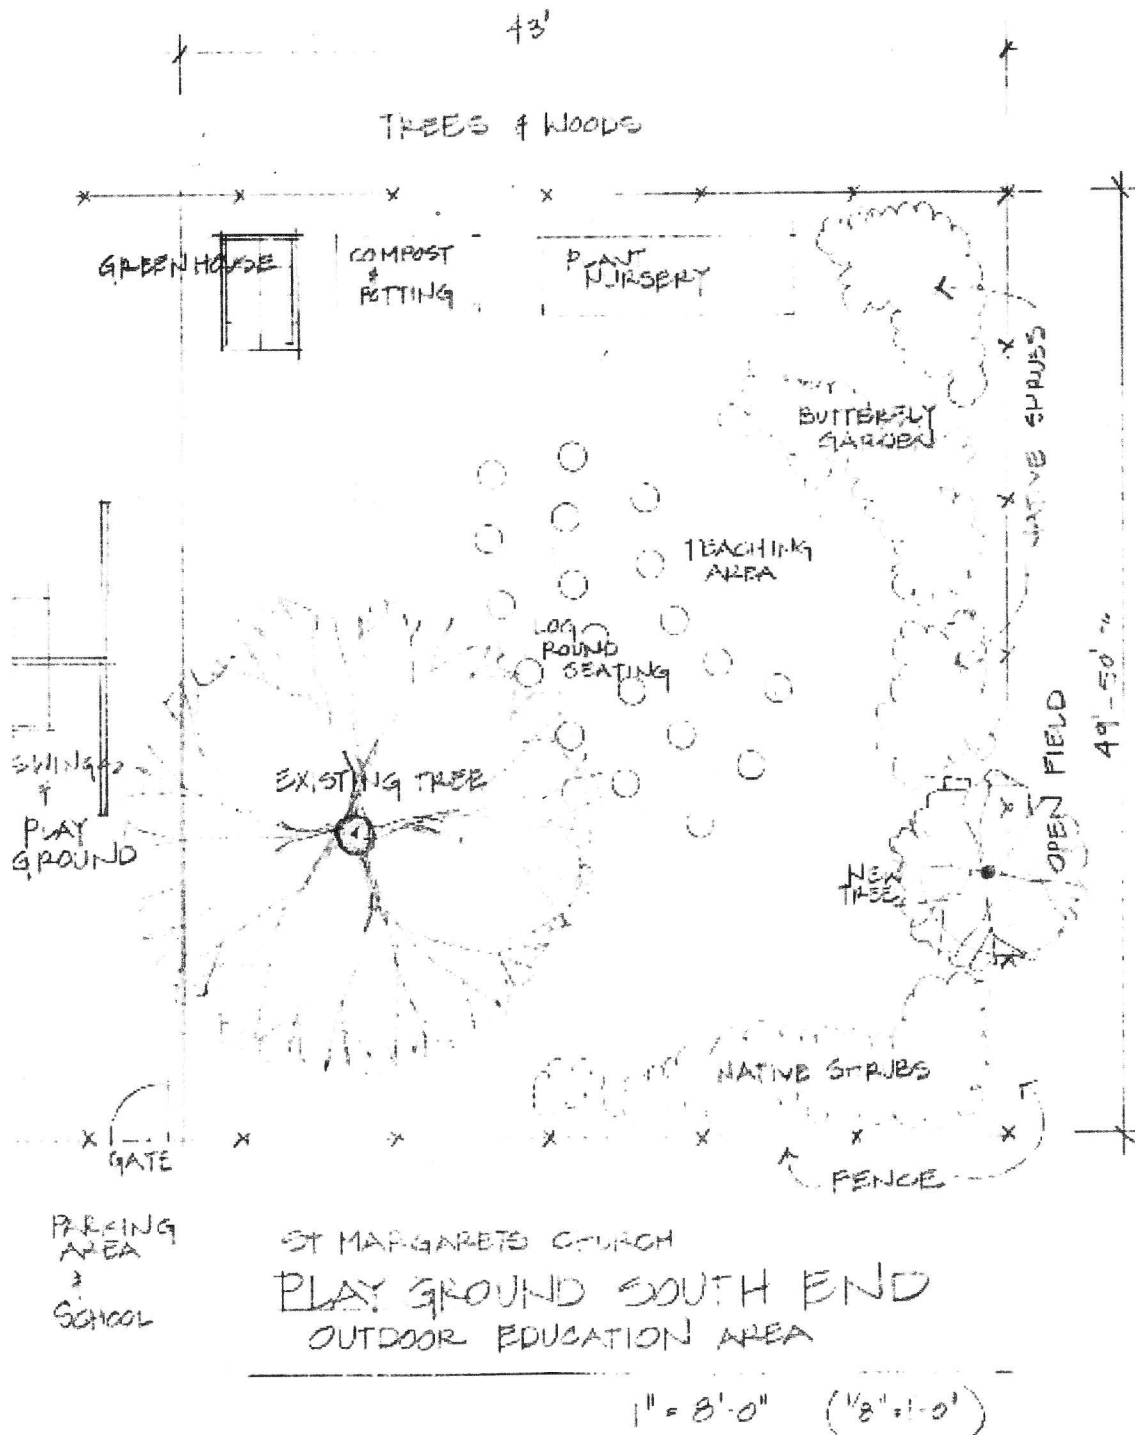 43'
TREES & WOODS
GREENHOUSE
COMPOST
&
POTTING
PLANT
NURSERY
NATIVE SHRUBS
BUTTERFLY
GARDEN
TEACHING
AREA
LOG
ROUND
SEATING
SWINGS
&
PLAY
GROUND
EXISTING TREE
OPEN FIELD
49'-50'
NEW
TREE
NATIVE SHRUBS
GATE
FENCE
PARKING
AREA
&
SCHOOL
ST MARGARETS CHURCH
PLAY GROUND SOUTH END
OUTDOOR EDUCATION AREA
1" = 8'-0" (1/8"=1'-0")